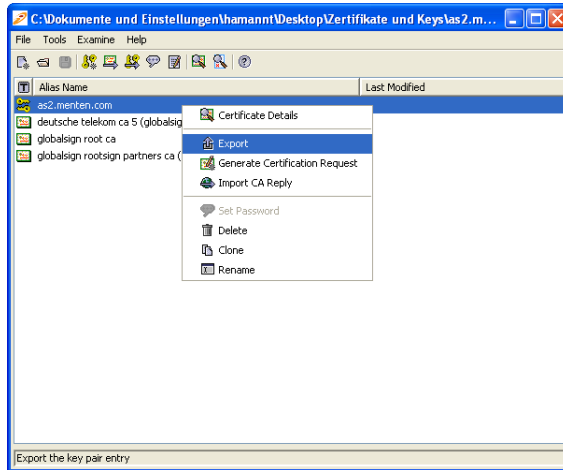 C:\Dokumente und Einstellungen\hamannt\Desktop\Zertifikate und Keys\as2.m...
File Tools Examine Help
T Alias Name Last Modified
as2.menten.com
deutsche telekom ca 5 (globalsig
globalsign root ca
globalsign rootsign partners ca (
Certificate Details
Export
Generate Certification Request
Import CA Reply
Set Password
Delete
Clone
Rename
Export the key pair entry